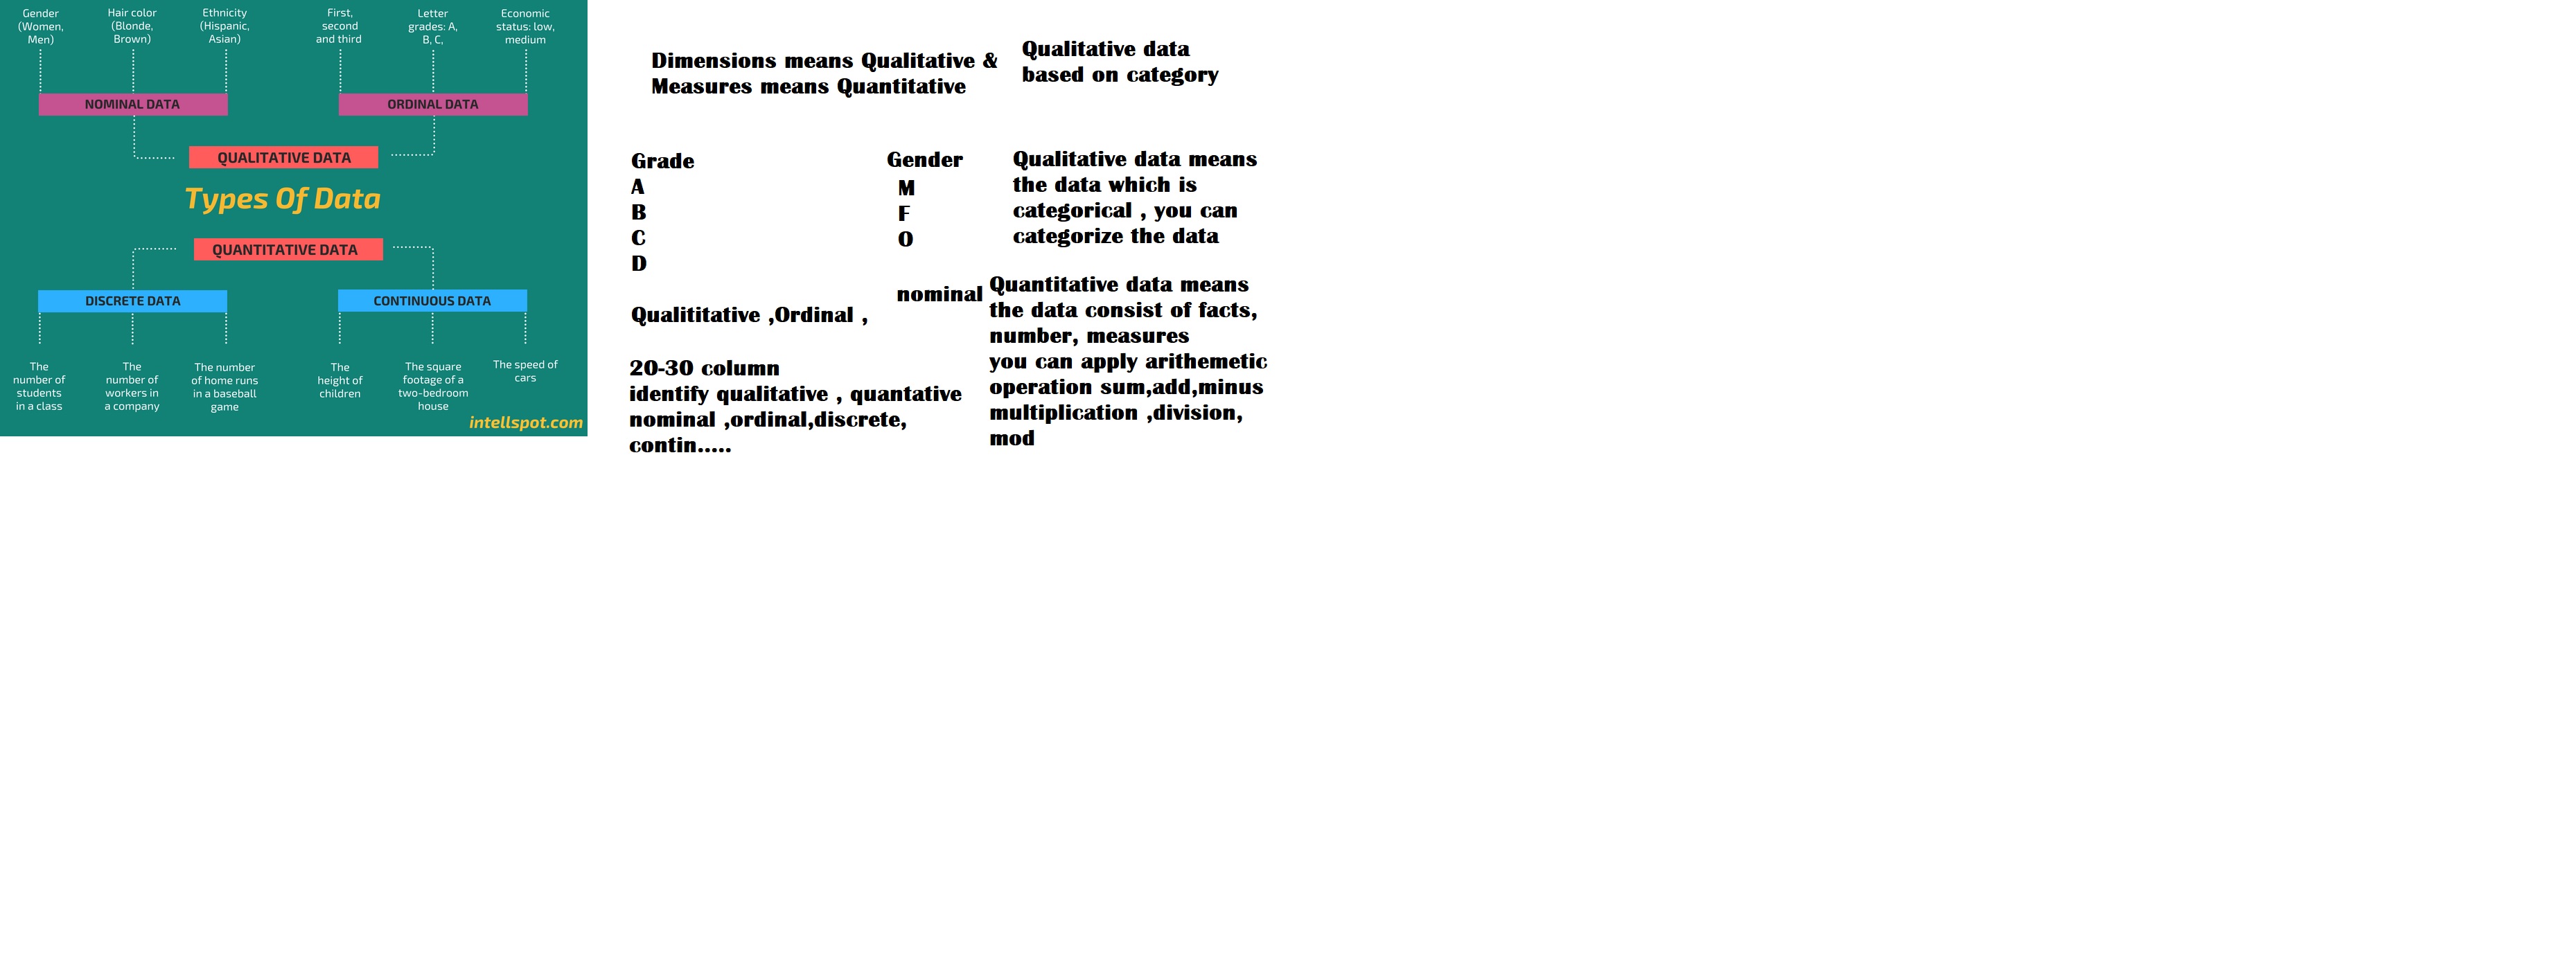 Gender
(Women,
Men)
Hair color
(Blonde,
Brown)
Ethnicity
(Hispanic,
Asian)
First,
second
and third
Letter
grades: A,
B, C,
Economic
status: low,
medium
NOMINAL DATA
ORDINAL DATA
QUALITATIVE DATA
Types Of Data
QUANTITATIVE DATA
DISCRETE DATA
CONTINUOUS DATA
The
number of
students
in a class
The
number of
workers in
a company
The number
of home runs
in a baseball
game
The
height of
children
The square
footage of a
two-bedroom
house
The speed of
cars
intellspot.com
Dimensions means Qualitative &
Measures means Quantitative
Qualitative data
based on category
Grade
A
B
C
D
Qualititative ,Ordinal ,
Gender
M
F
O
nominal
Qualitative data means
the data which is
categorical , you can
categorize the data
Quantitative data means
the data consist of facts,
number, measures
you can apply arithemetic
operation sum,add,minus
multiplication ,division,
mod
20-30 column
identify qualitative , quantative
nominal ,ordinal,discrete,
contin.....